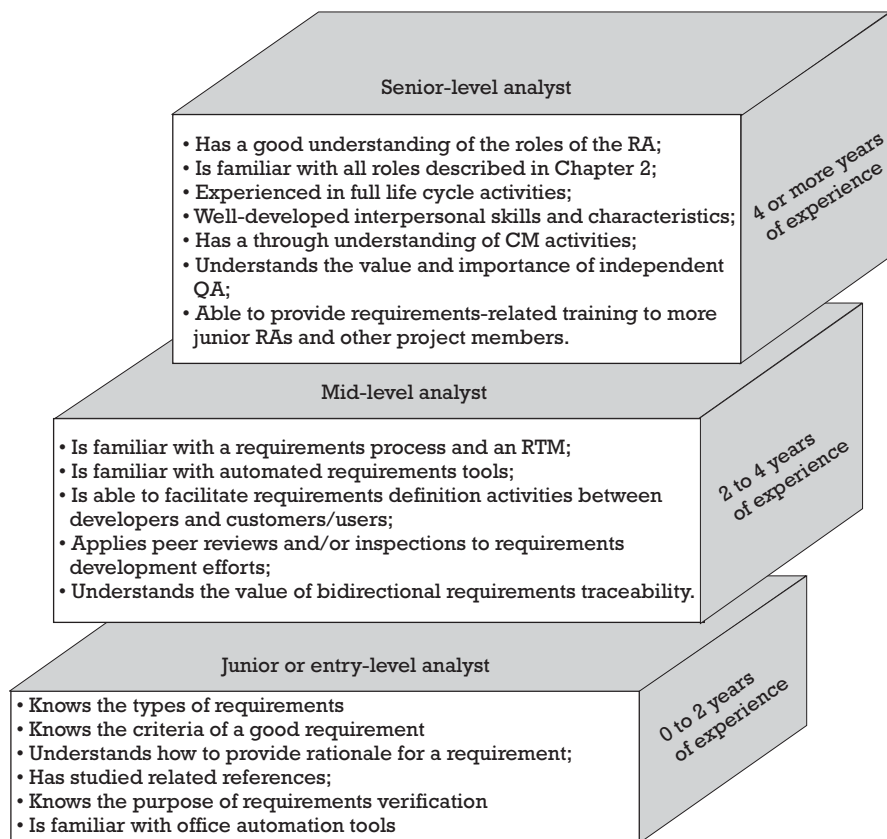 Senior-level analyst
• Has a good understanding of the roles of the RA;
• Is familiar with all roles described in Chapter 2;
• Experienced in full life cycle activities;
• Well-developed interpersonal skills and characteristics;
• Has a through understanding of CM activities;
• Understands the value and importance of independent
QA;
• Able to provide requirements-related training to more
junior RAs and other project members.
4 or more years
of experience
Mid-level analyst
• Is familiar with a requirements process and an RTM;
• Is familiar with automated requirements tools;
• Is able to facilitate requirements definition activities between
developers and customers/users;
• Applies peer reviews and/or inspections to requirements
development efforts;
• Understands the value of bidirectional requirements traceability.
2 to 4 years
of experience
Junior or entry-level analyst
• Knows the types of requirements
• Knows the criteria of a good requirement
• Understands how to provide rationale for a requirement;
• Has studied related references;
• Knows the purpose of requirements verification
• Is familiar with office automation tools
0 to 2 years
of experience